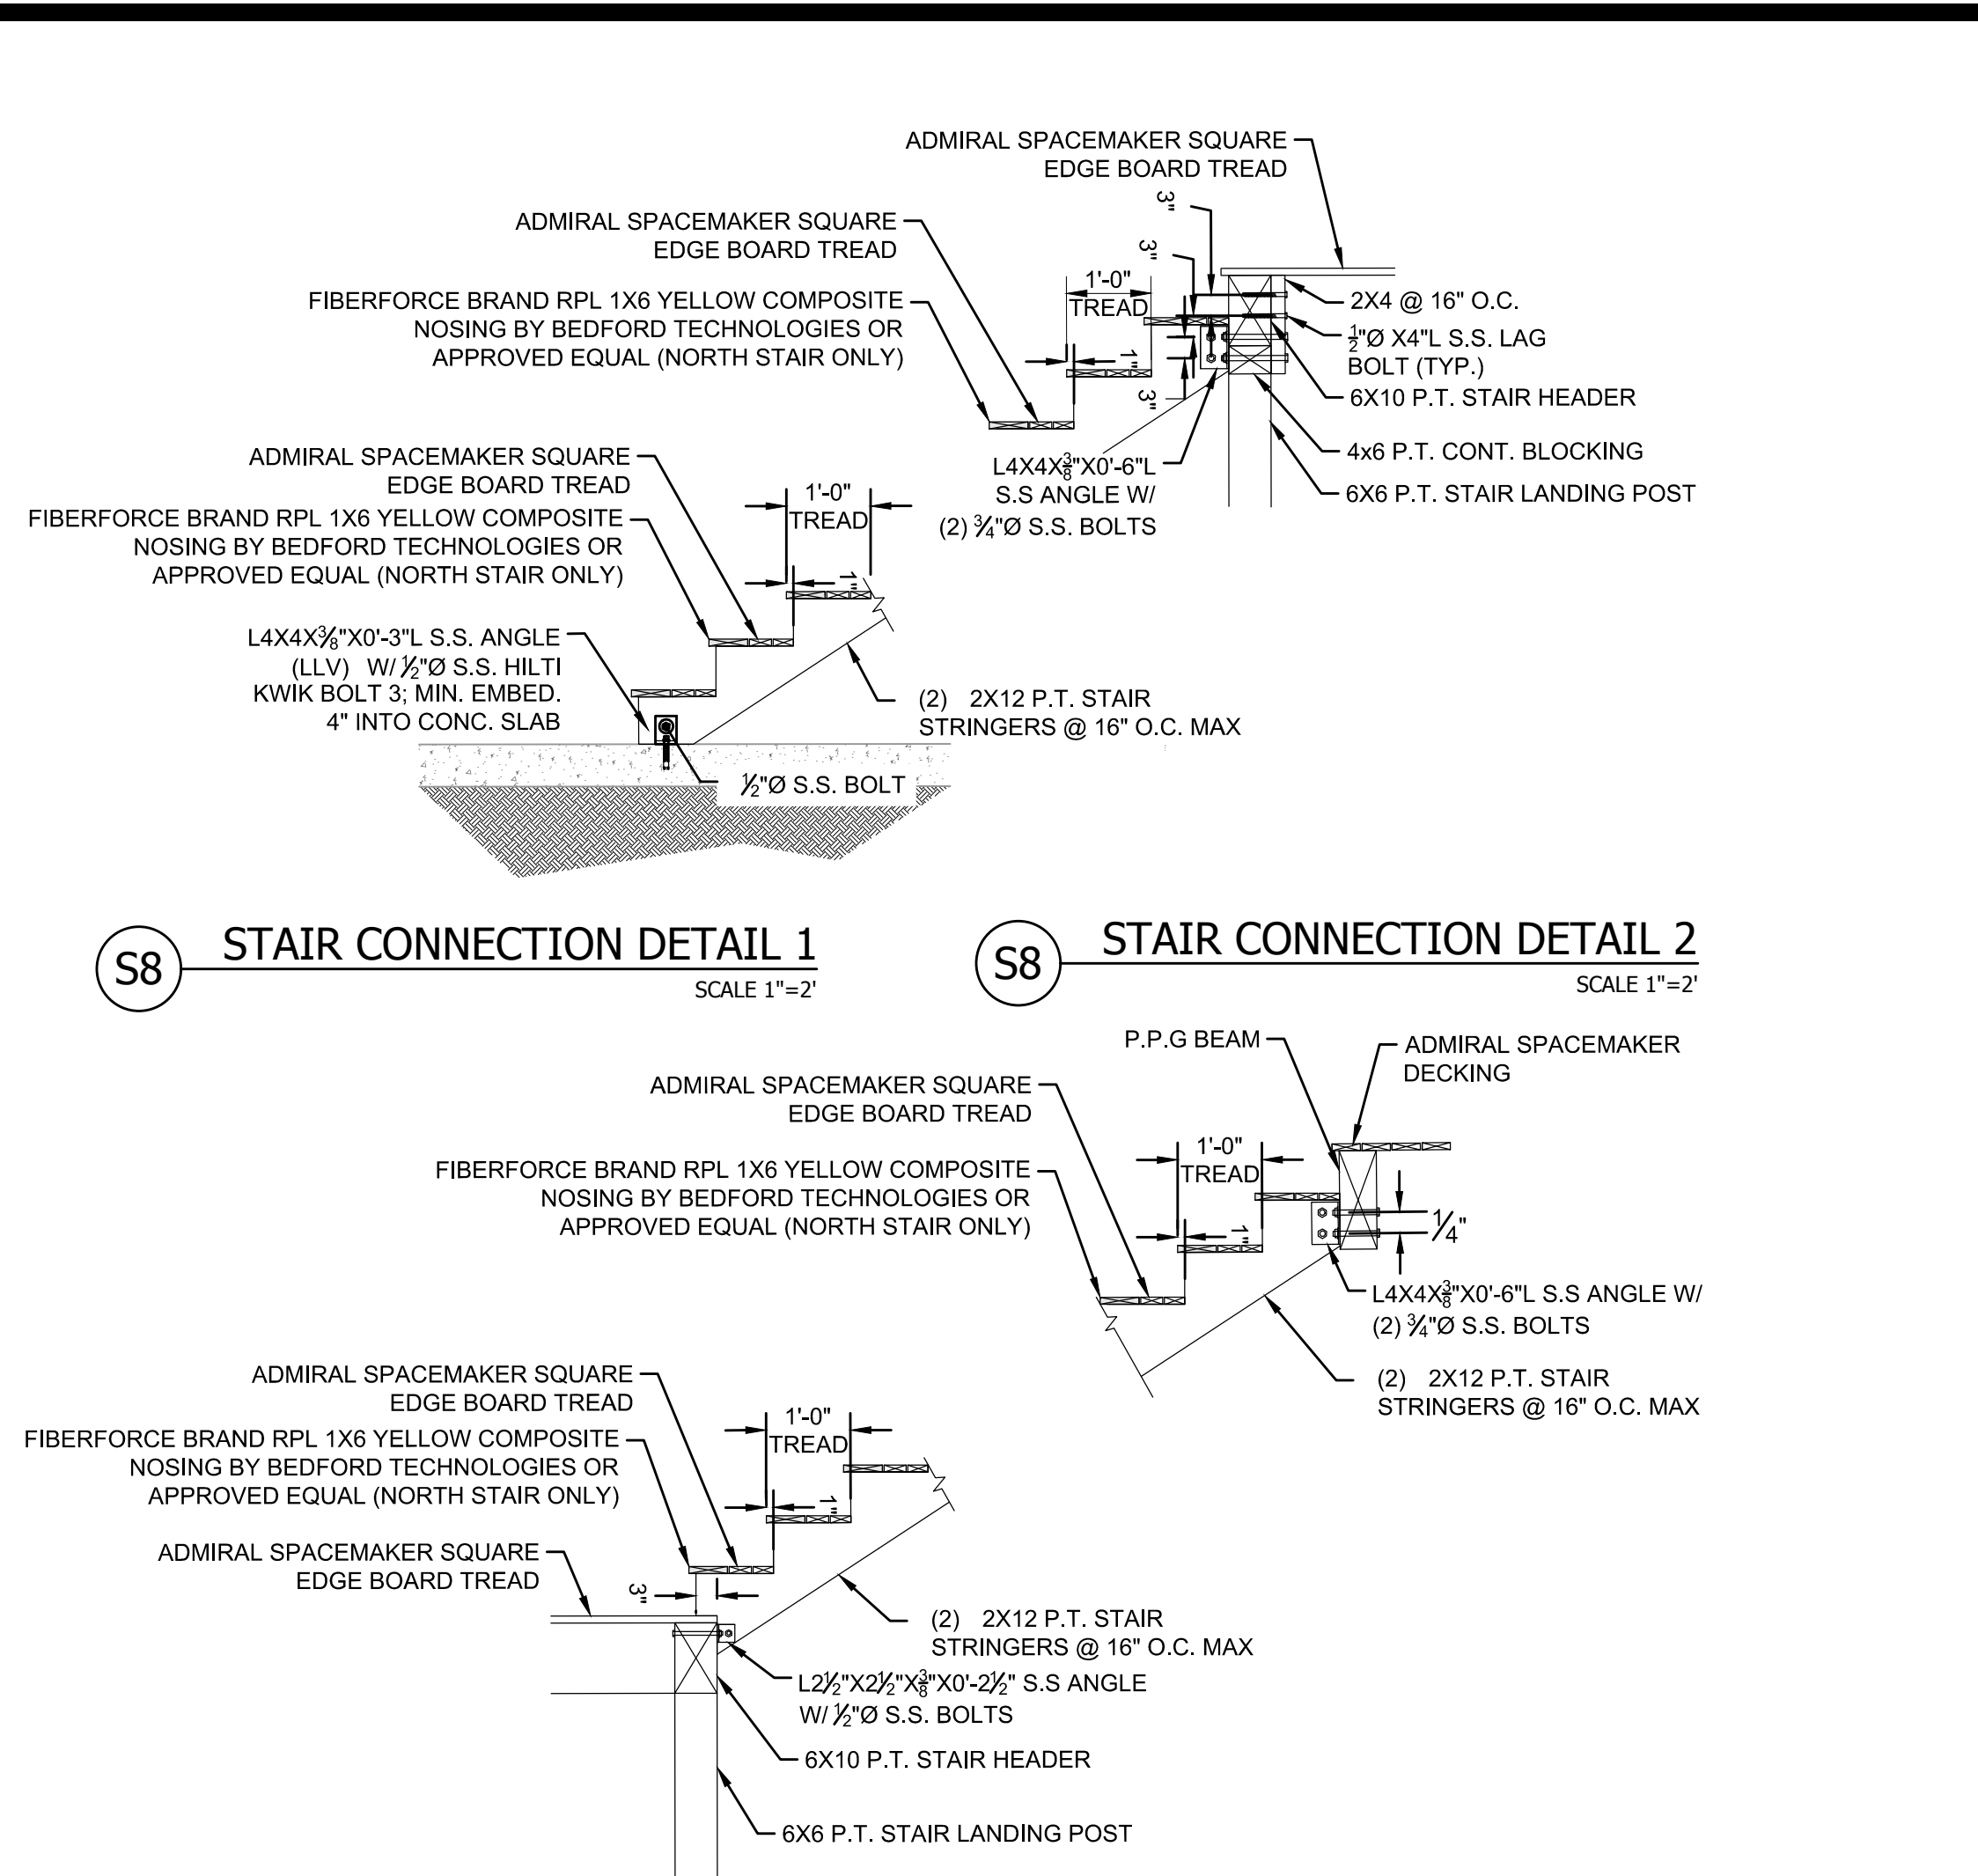 ADMIRAL SPACEMAKER SQUARE
EDGE BOARD TREAD
ADMIRAL SPACEMAKER SQUARE
EDGE BOARD TREAD
FIBERFORCE BRAND RPL 1X6 YELLOW COMPOSITE
NOSING BY BEDFORD TECHNOLOGIES OR
APPROVED EQUAL (NORTH STAIR ONLY)
3"
3"
1'-0"
TREAD
1"
3"
2X4 @ 16" O.C.
½"Ø X4"L S.S. LAG
BOLT (TYP.)
6X10 P.T. STAIR HEADER
4x6 P.T. CONT. BLOCKING
6X6 P.T. STAIR LANDING POST
L4X4X⅜"X0'-6"L
S.S ANGLE W/
(2) ¾"Ø S.S. BOLTS
ADMIRAL SPACEMAKER SQUARE
EDGE BOARD TREAD
FIBERFORCE BRAND RPL 1X6 YELLOW COMPOSITE
NOSING BY BEDFORD TECHNOLOGIES OR
APPROVED EQUAL (NORTH STAIR ONLY)
1'-0"
TREAD
1"
L4X4X⅜"X0'-3"L S.S. ANGLE
(LLV) W/ ½"Ø S.S. HILTI
KWIK BOLT 3; MIN. EMBED.
4" INTO CONC. SLAB
(2) 2X12 P.T. STAIR
STRINGERS @ 16" O.C. MAX
½"Ø S.S. BOLT
S8
STAIR CONNECTION DETAIL 1
SCALE 1"=2'
S8
STAIR CONNECTION DETAIL 2
SCALE 1"=2'
P.P.G BEAM
ADMIRAL SPACEMAKER
DECKING
ADMIRAL SPACEMAKER SQUARE
EDGE BOARD TREAD
FIBERFORCE BRAND RPL 1X6 YELLOW COMPOSITE
NOSING BY BEDFORD TECHNOLOGIES OR
APPROVED EQUAL (NORTH STAIR ONLY)
1'-0"
TREAD
1"
¼"
L4X4X⅜"X0'-6"L S.S ANGLE W/
(2) ¾"Ø S.S. BOLTS
(2) 2X12 P.T. STAIR
STRINGERS @ 16" O.C. MAX
ADMIRAL SPACEMAKER SQUARE
EDGE BOARD TREAD
FIBERFORCE BRAND RPL 1X6 YELLOW COMPOSITE
NOSING BY BEDFORD TECHNOLOGIES OR
APPROVED EQUAL (NORTH STAIR ONLY)
ADMIRAL SPACEMAKER SQUARE
EDGE BOARD TREAD
1'-0"
TREAD
1"
3"
(2) 2X12 P.T. STAIR
STRINGERS @ 16" O.C. MAX
L2½"X2½"X⅜"X0'-2½" S.S ANGLE
W/ ½"Ø S.S. BOLTS
6X10 P.T. STAIR HEADER
6X6 P.T. STAIR LANDING POST